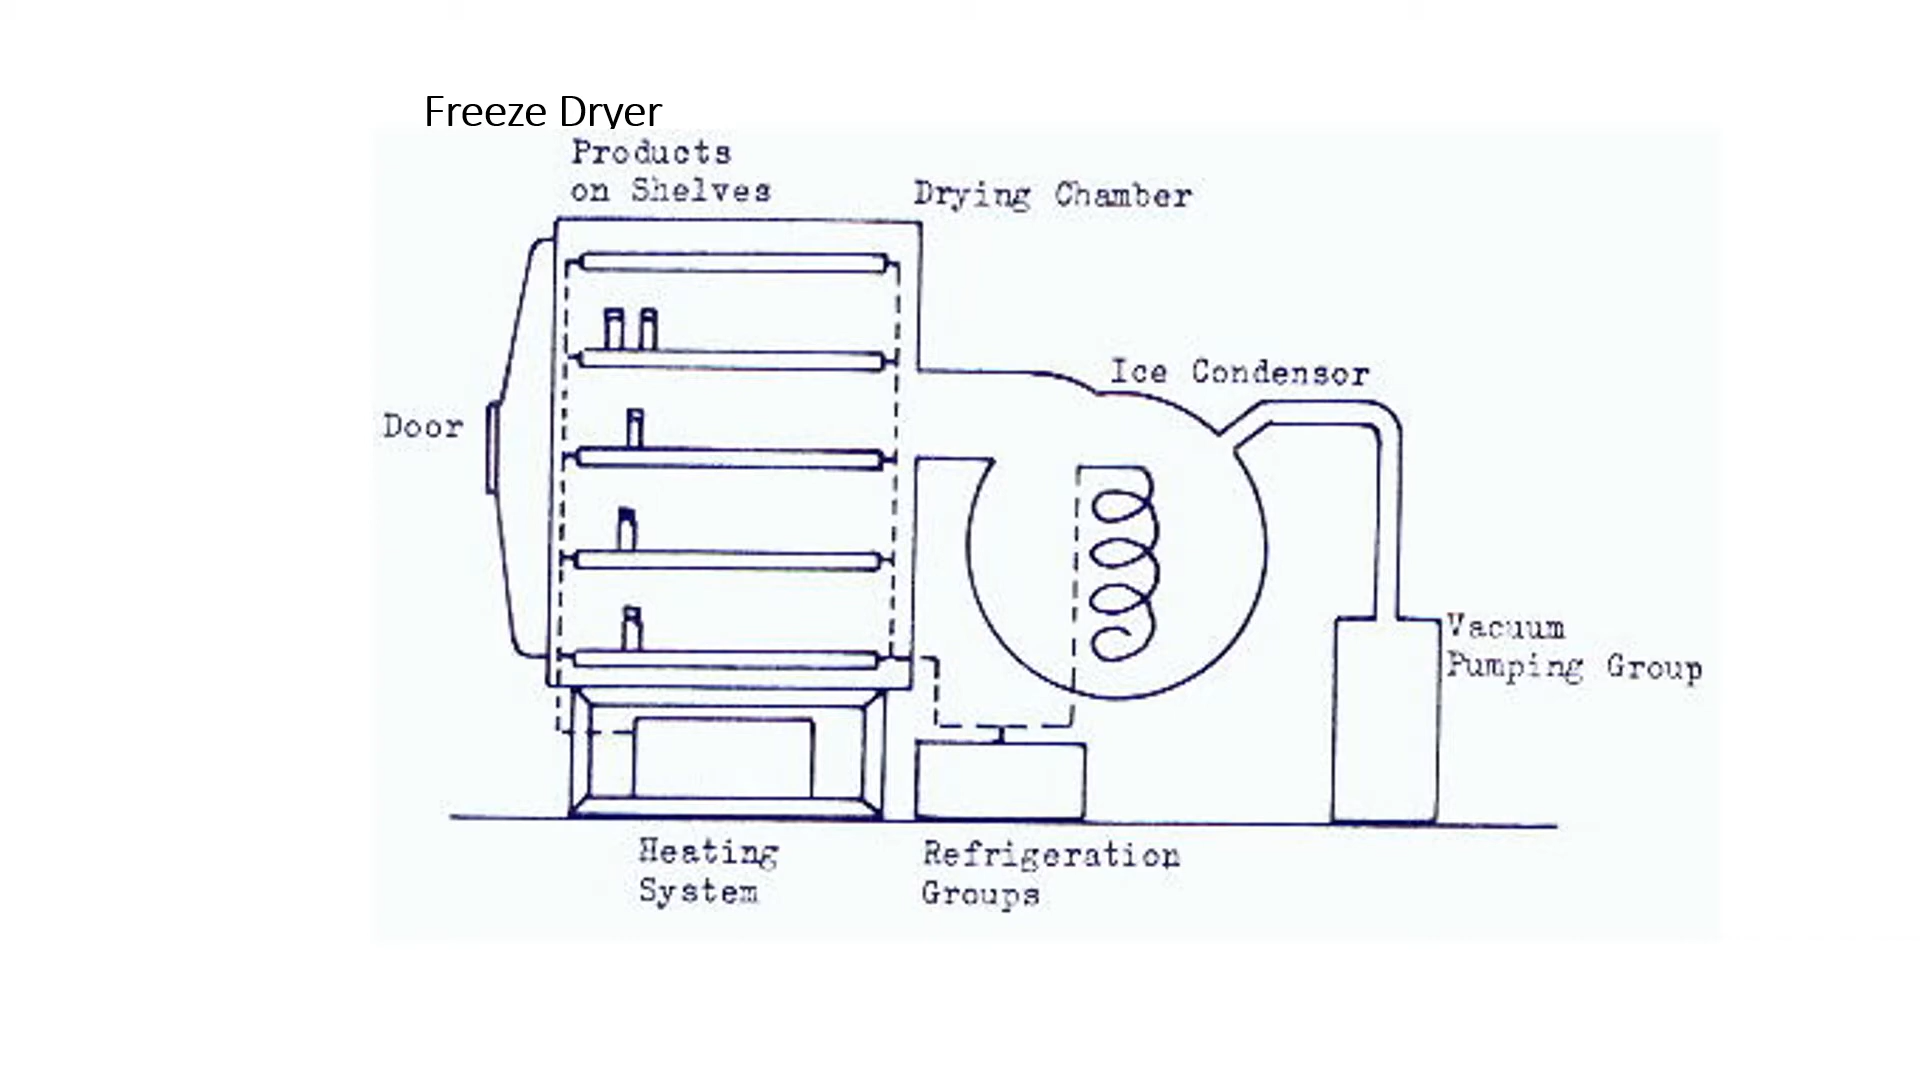 Freeze Dryer
Products
on Shelves
Drying Chamber
Ice Condensor
Door
Vacuum
Pumping Group
Heating
System
Refrigeration
Groups